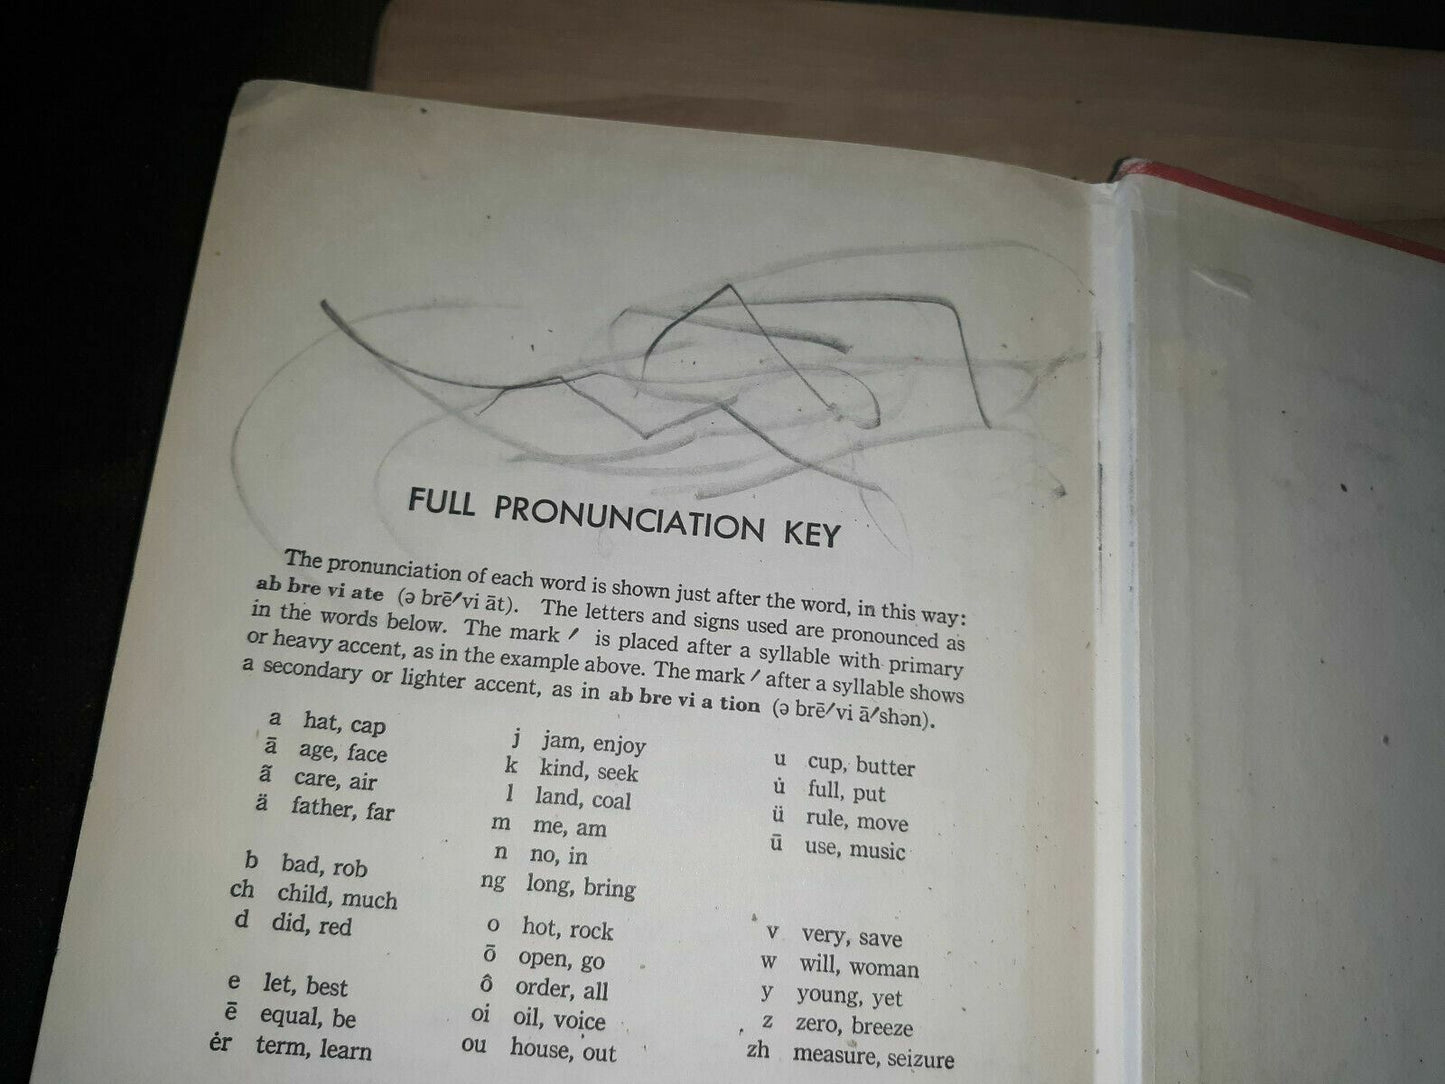 FULL PRONUNCIATION KEY
The pronunciation of each word is shown just after the word, in this way:
ab bre vi ate (ə brē′vi āt). The letters and signs used are pronounced as
in the words below. The mark ′ is placed after a syllable with primary
or heavy accent, as in the example above. The mark ′ after a syllable shows
a secondary or lighter accent, as in ab bre vi a tion (ə brē′vi ā′shən).
a hat, cap
ā age, face
ã care, air
ä father, far
b bad, rob
ch child, much
d did, red
e let, best
ē equal, be
ėr term, learn
j jam, enjoy
k kind, seek
l land, coal
m me, am
n no, in
ng long, bring
o hot, rock
ō open, go
ô order, all
oi oil, voice
ou house, out
u cup, butter
u̇ full, put
ü rule, move
ū use, music
v very, save
w will, woman
y young, yet
z zero, breeze
zh measure, seizure